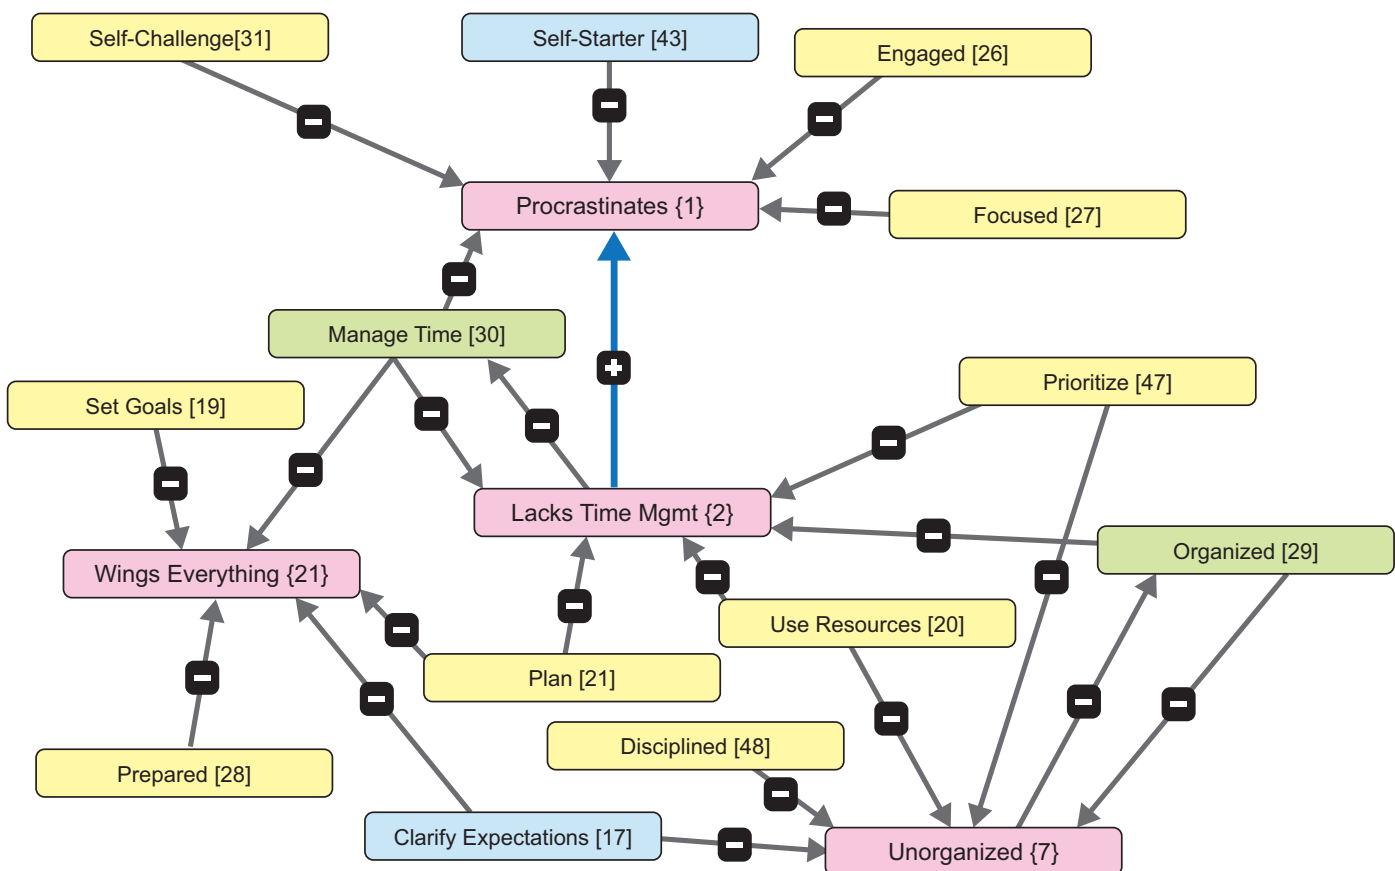 Self-Challenge[31]
Self-Starter [43]
Engaged [26]
Procrastinates {1}
Focused [27]
Manage Time [30]
Prioritize [47]
Set Goals [19]
Lacks Time Mgmt {2}
Organized [29]
Wings Everything {21}
Use Resources [20]
Plan [21]
Disciplined [48]
Prepared [28]
Clarify Expectations [17]
Unorganized {7}